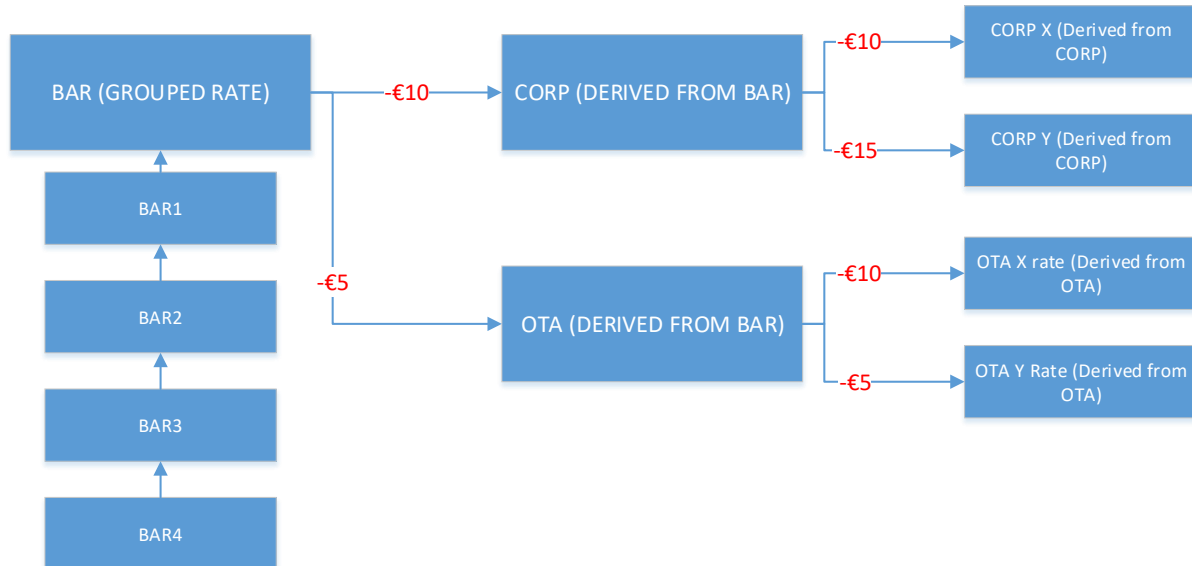 BAR (GROUPED RATE)
-€10
CORP (DERIVED FROM BAR)
-€10
CORP X (Derived from
CORP)
-€15
CORP Y (Derived from
CORP)
BAR1
BAR2
BAR3
BAR4
-€5
OTA (DERIVED FROM BAR)
-€10
OTA X rate (Derived from
OTA)
-€5
OTA Y Rate (Derived from
OTA)